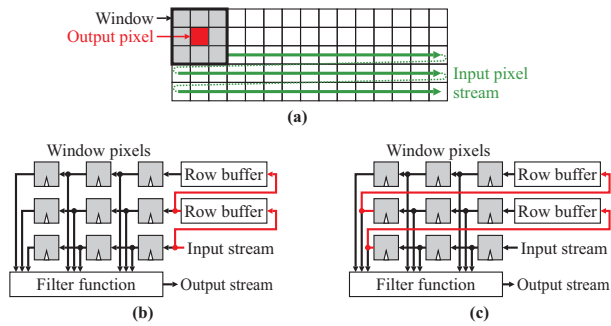 Window
Output pixel
Input pixel
stream
(a)
Window pixels
Row buffer
Row buffer
Input stream
Filter function
Output stream
(b)
Window pixels
Row buffer
Row buffer
Input stream
Filter function
Output stream
(c)